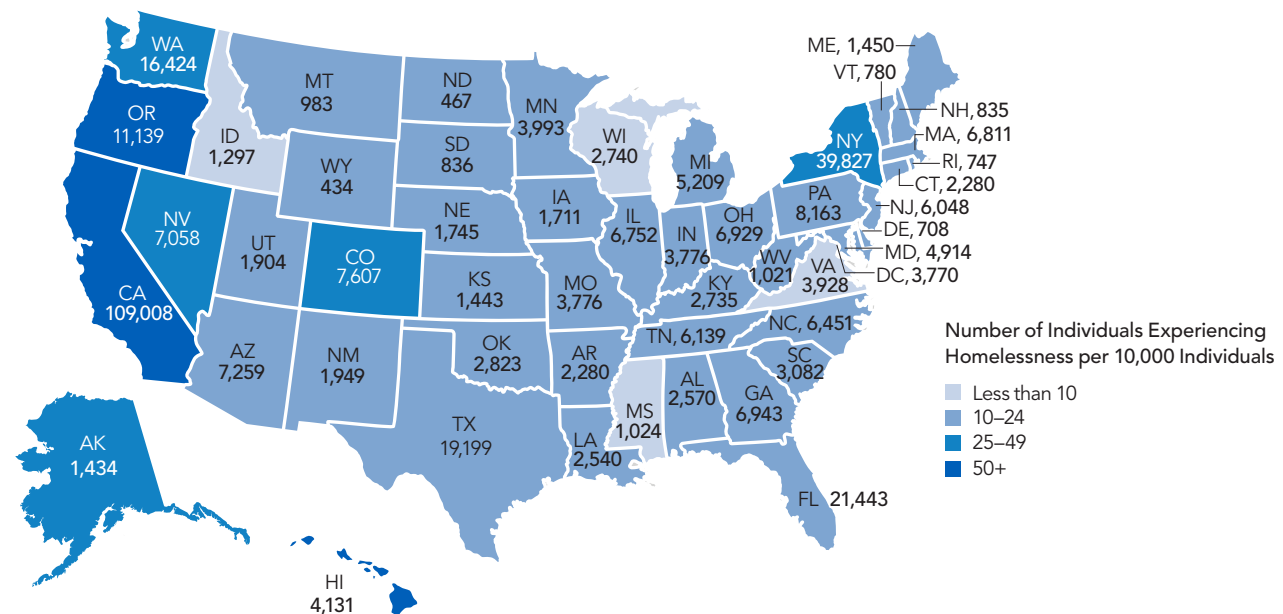 WA
16,424
OR
11,139
CA
109,008
NV
7,058
ID
1,297
MT
983
WY
434
UT
1,904
CO
7,607
AZ
7,259
NM
1,949
ND
467
SD
836
NE
1,745
KS
1,443
OK
2,823
TX
19,199
MN
3,993
IA
1,711
MO
3,776
AR
2,280
LA
2,540
WI
2,740
IL
6,752
MI
5,209
IN
3,776
OH
6,929
KY
2,735
TN, 6,139
MS
1,024
AL
2,570
GA
6,943
FL 21,443
SC
3,082
NC, 6,451
VA
3,928
WV
1,021
PA
8,163
NY
39,827
ME, 1,450
VT, 780
NH, 835
MA, 6,811
RI, 747
CT, 2,280
NJ, 6,048
DE, 708
MD, 4,914
DC, 3,770
AK
1,434
HI
4,131
Number of Individuals Experiencing
Homelessness per 10,000 Individuals
Less than 10
10–24
25–49
50+